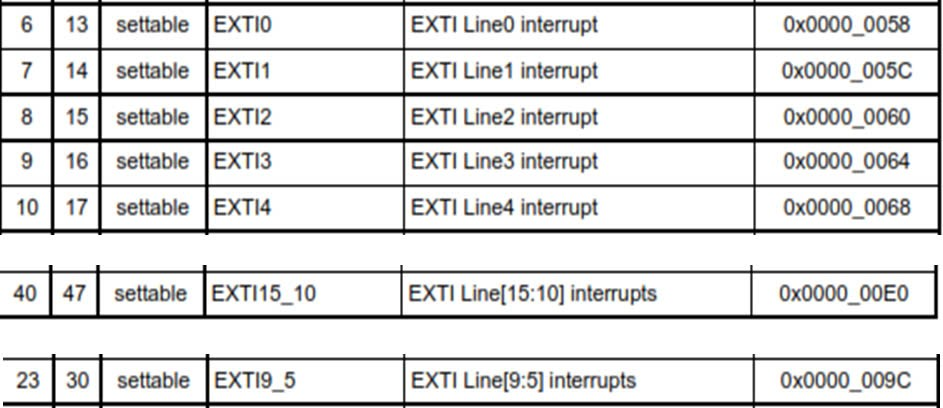 6 13 settable EXTI0 EXTI Line0 interrupt 0x0000_0058
7 14 settable EXTI1 EXTI Line1 interrupt 0x0000_005C
8 15 settable EXTI2 EXTI Line2 interrupt 0x0000_0060
9 16 settable EXTI3 EXTI Line3 interrupt 0x0000_0064
10 17 settable EXTI4 EXTI Line4 interrupt 0x0000_0068
40 47 settable EXTI15_10 EXTI Line[15:10] interrupts 0x0000_00E0
23 30 settable EXTI9_5 EXTI Line[9:5] interrupts 0x0000_009C